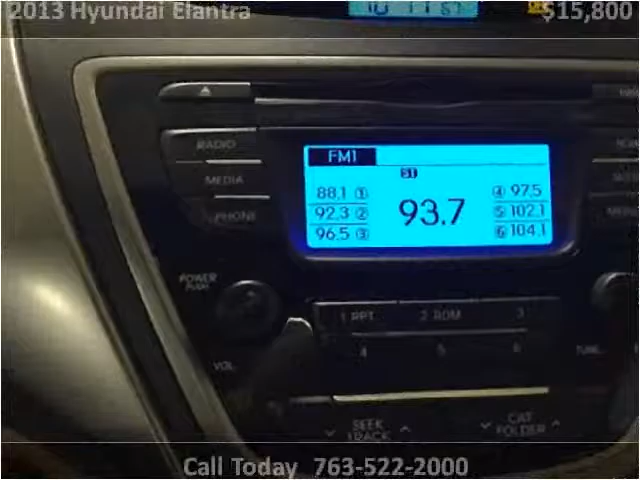 2013 Hyundai Elantra
$15,800
RADIO
MEDIA
PHONE
FM1
ST
88.1 ①
92.3 ②
96.5 ③
93.7
④ 97.5
⑤ 102.1
⑥ 104.1
POWER
PUSH
VOL
1 RPT
2 RDM
3
4
5
6
TUNE
SEEK
TRACK
CAT
FOLDER
Call Today 763-522-2000